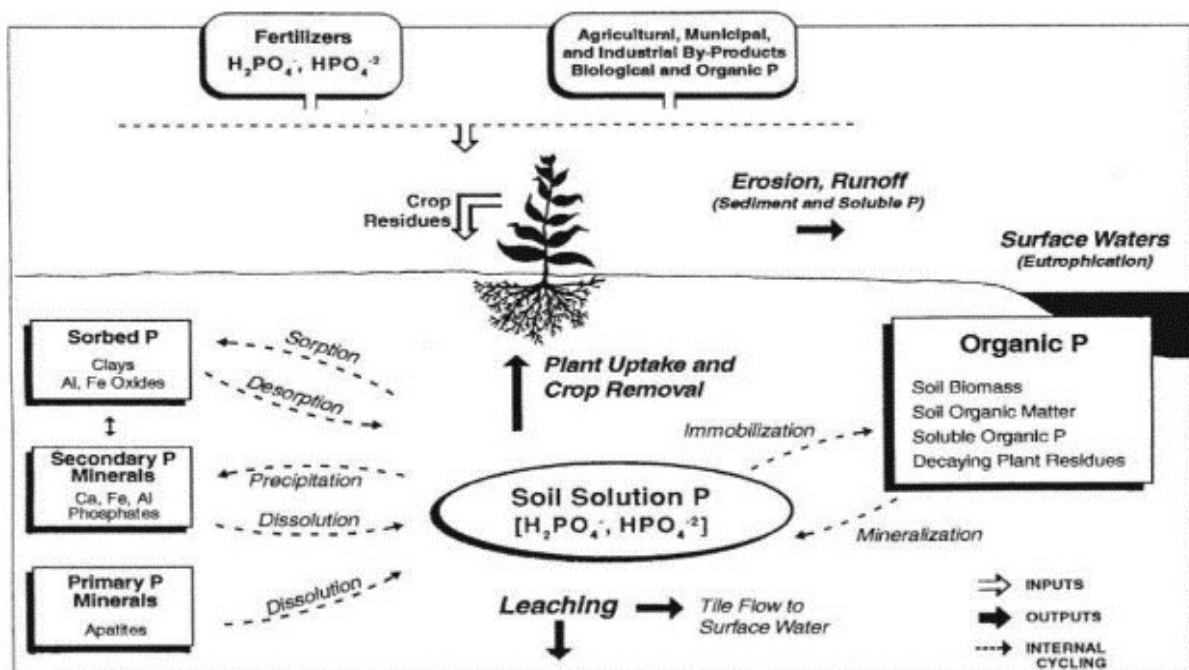 Fertilizers
H₂PO₄⁻, HPO₄⁻²
Agricultural, Municipal,
and Industrial By-Products
Biological and Organic P
Crop
Residues
Erosion, Runoff
(Sediment and Soluble P)
Surface Waters
(Eutrophication)
Sorbed P
Clays
Al, Fe Oxides
Sorption
Desorption
Plant Uptake and
Crop Removal
Organic P
Soil Biomass
Soil Organic Matter
Soluble Organic P
Decaying Plant Residues
Immobilization
Secondary P
Minerals
Ca, Fe, Al
Phosphates
Precipitation
Dissolution
Soil Solution P
[H₂PO₄⁻, HPO₄⁻²]
Mineralization
Primary P
Minerals
Apatites
Dissolution
Leaching
Tile Flow to
Surface Water
INPUTS
OUTPUTS
INTERNAL
CYCLING